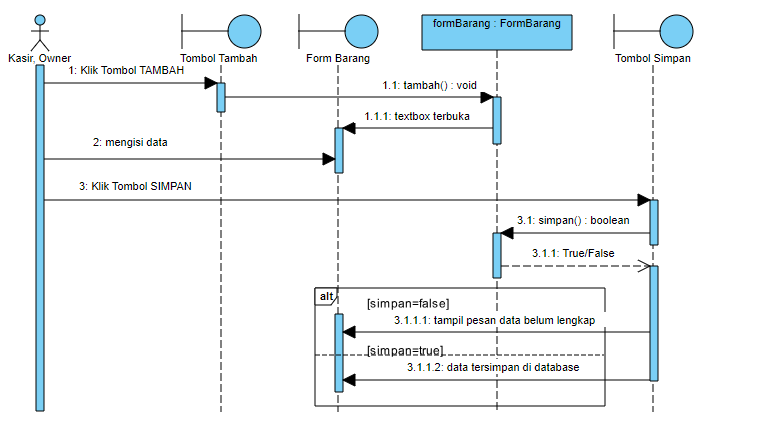 formBarang : FormBarang
Kasir, Owner
Tombol Tambah
Form Barang
Tombol Simpan
1: Klik Tombol TAMBAH
1.1: tambah() : void
1.1.1: textbox terbuka
2: mengisi data
3: Klik Tombol SIMPAN
3.1: simpan() : boolean
3.1.1: True/False
alt
[simpan=false]
3.1.1.1: tampil pesan data belum lengkap
[simpan=true]
3.1.1.2: data tersimpan di database